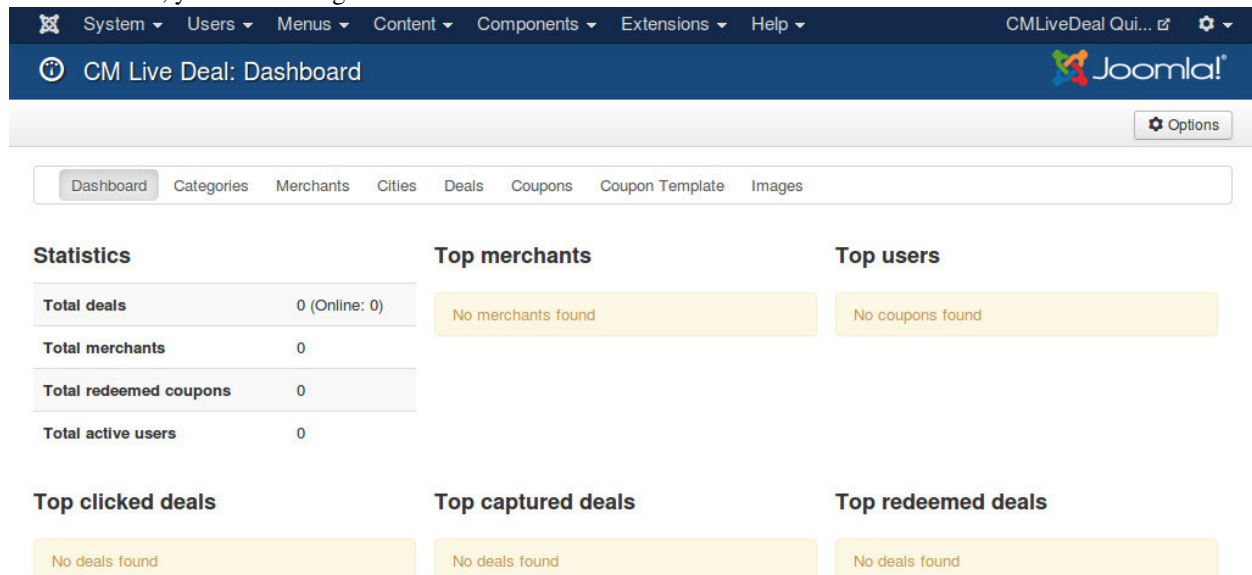 System Users Menus Content Components Extensions Help CMLiveDeal Qui...
CM Live Deal: Dashboard Joomla!®
Options
Dashboard Categories Merchants Cities Deals Coupons Coupon Template Images
Statistics
Total deals 0 (Online: 0)
Total merchants 0
Total redeemed coupons 0
Total active users 0
Top merchants
No merchants found
Top users
No coupons found
Top clicked deals
No deals found
Top captured deals
No deals found
Top redeemed deals
No deals found